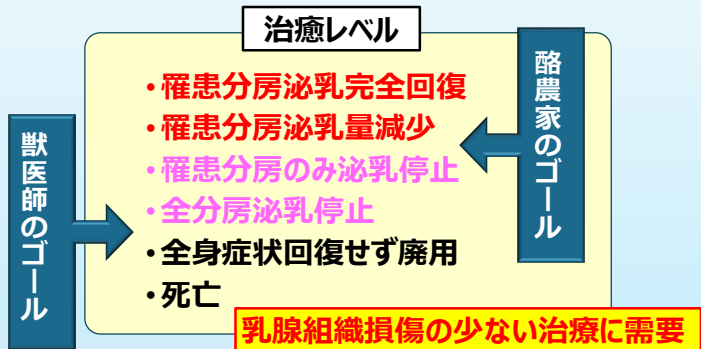 治癒レベル
・罹患分房泌乳完全回復
・罹患分房泌乳量減少
・罹患分房のみ泌乳停止
・全分房泌乳停止
・全身症状回復せず廃用
・死亡
獣医師のゴール
酪農家のゴール
乳腺組織損傷の少ない治療に需要